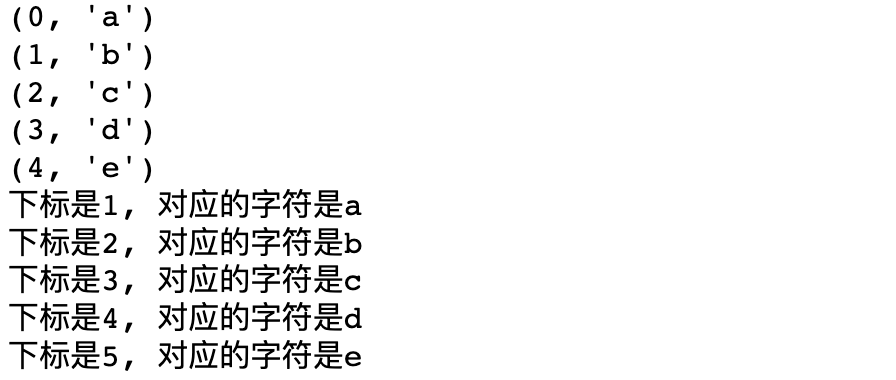 (0, 'a')
(1, 'b')
(2, 'c')
(3, 'd')
(4, 'e')
下标是1, 对应的字符是a
下标是2, 对应的字符是b
下标是3, 对应的字符是c
下标是4, 对应的字符是d
下标是5, 对应的字符是e